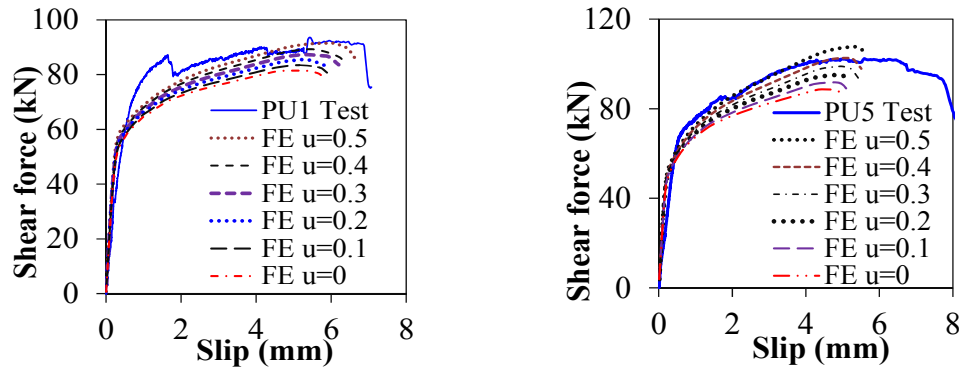 Shear force (kN)
100
80
60
40
20
0
PU1 Test
FE u=0.5
FE u=0.4
FE u=0.3
FE u=0.2
FE u=0.1
FE u=0
0 2 4 6 8
Slip (mm)
Shear force (kN)
120
80
40
0
PU5 Test
FE u=0.5
FE u=0.4
FE u=0.3
FE u=0.2
FE u=0.1
FE u=0
0 2 4 6 8
Slip (mm)